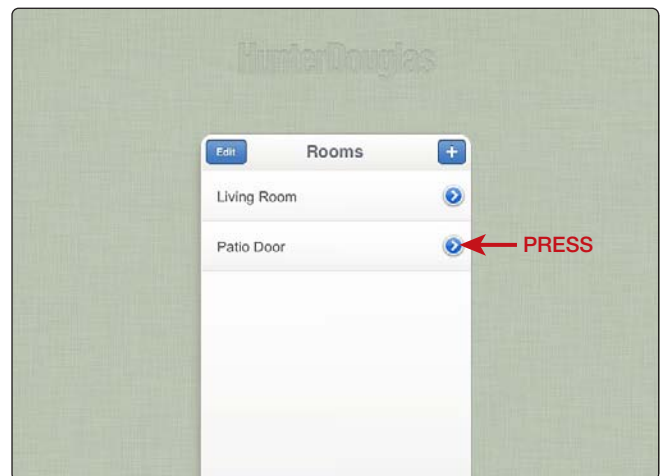 HunterDouglas
Edit Rooms +
Living Room
Patio Door PRESS